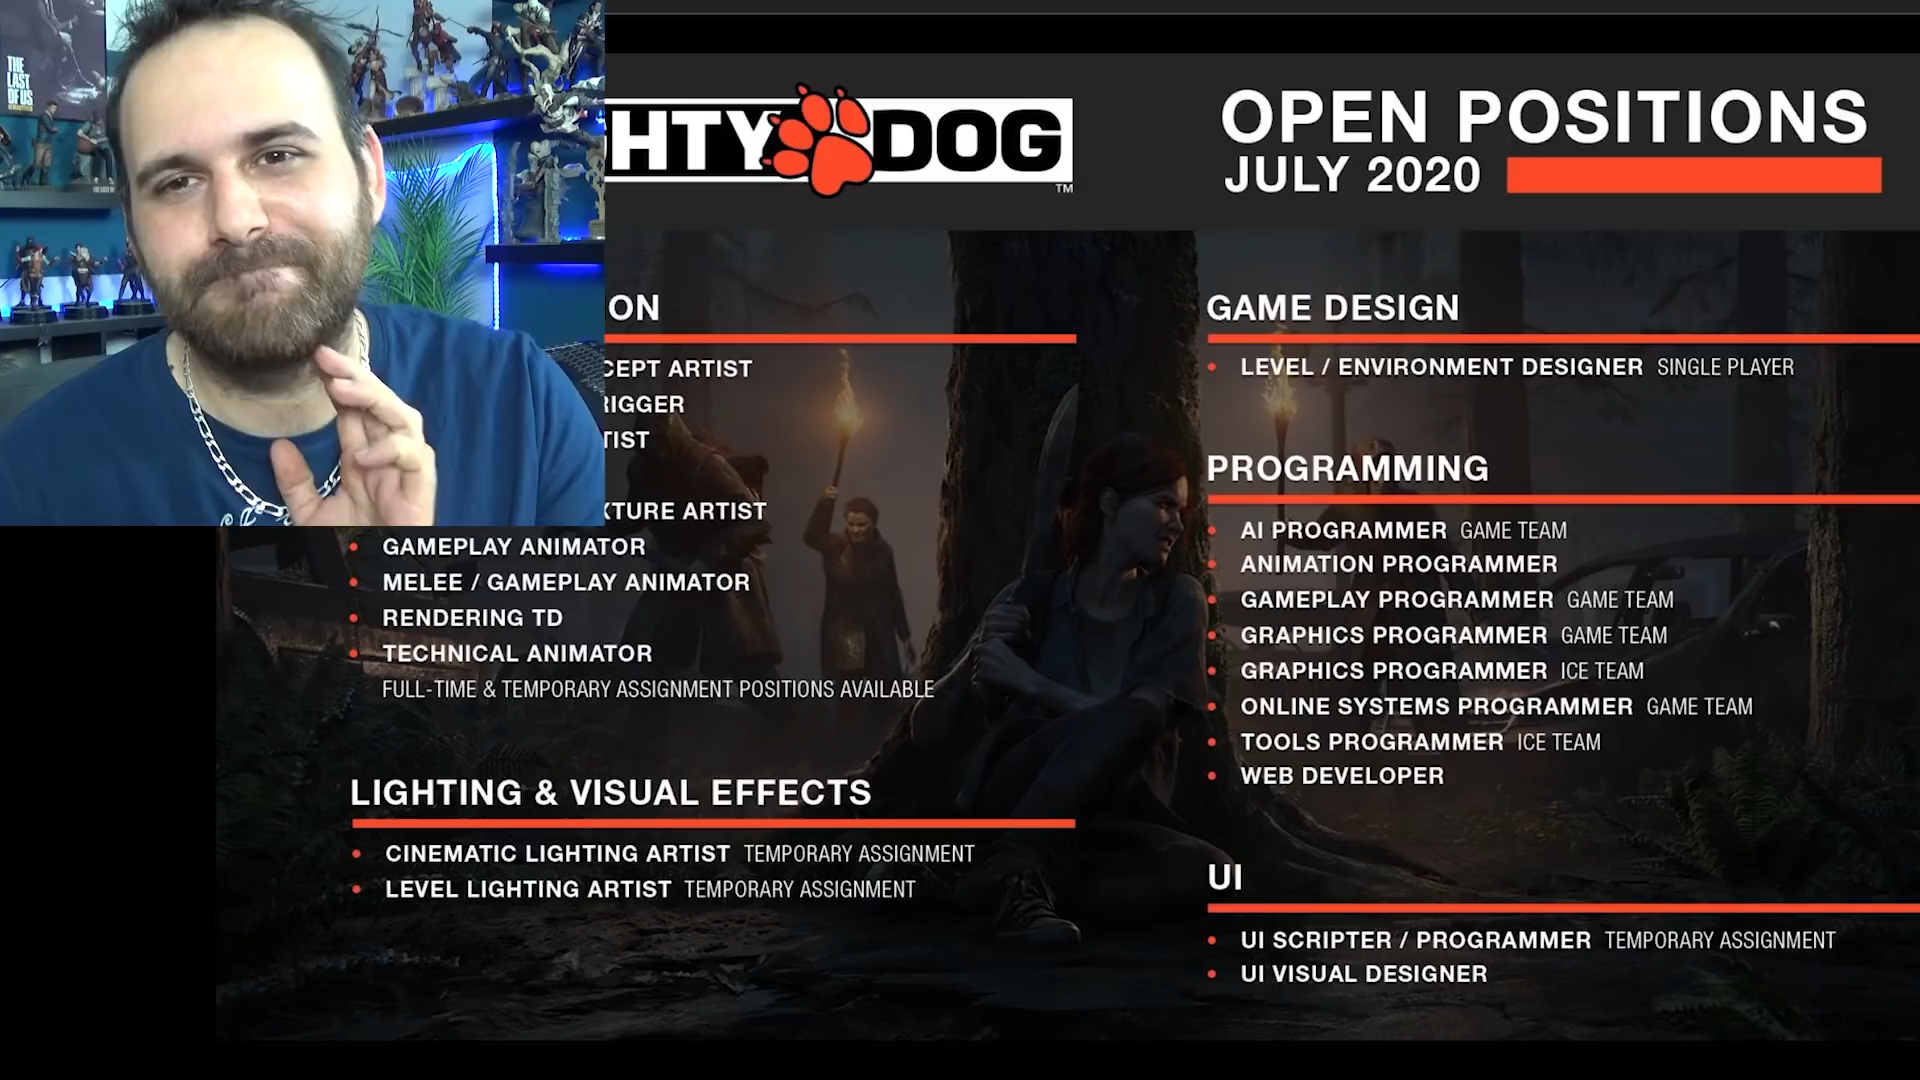 THE
LAST
OF US
REMASTERED
HTY DOG
TM
OPEN POSITIONS
JULY 2020
ON
CEPT ARTIST
RIGGER
TIST
XTURE ARTIST
• GAMEPLAY ANIMATOR
• MELEE / GAMEPLAY ANIMATOR
• RENDERING TD
• TECHNICAL ANIMATOR
FULL-TIME & TEMPORARY ASSIGNMENT POSITIONS AVAILABLE
LIGHTING & VISUAL EFFECTS
• CINEMATIC LIGHTING ARTIST TEMPORARY ASSIGNMENT
• LEVEL LIGHTING ARTIST TEMPORARY ASSIGNMENT
GAME DESIGN
• LEVEL / ENVIRONMENT DESIGNER SINGLE PLAYER
PROGRAMMING
• AI PROGRAMMER GAME TEAM
• ANIMATION PROGRAMMER
• GAMEPLAY PROGRAMMER GAME TEAM
• GRAPHICS PROGRAMMER GAME TEAM
• GRAPHICS PROGRAMMER ICE TEAM
• ONLINE SYSTEMS PROGRAMMER GAME TEAM
• TOOLS PROGRAMMER ICE TEAM
• WEB DEVELOPER
UI
• UI SCRIPTER / PROGRAMMER TEMPORARY ASSIGNMENT
• UI VISUAL DESIGNER